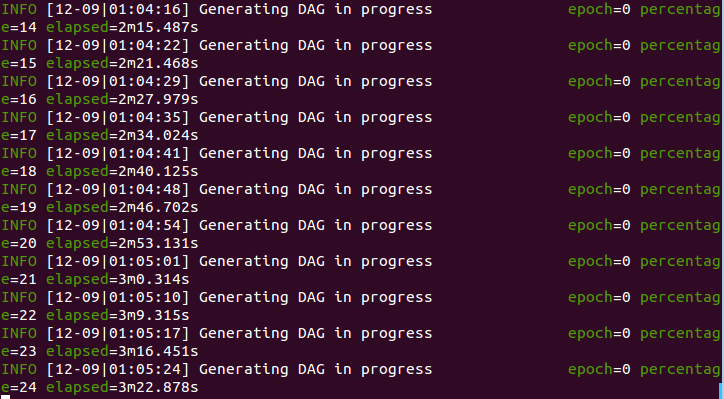 INFO [12-09|01:04:16] Generating DAG in progress epoch=0 percentag
e=14 elapsed=2m15.487s
INFO [12-09|01:04:22] Generating DAG in progress epoch=0 percentag
e=15 elapsed=2m21.468s
INFO [12-09|01:04:29] Generating DAG in progress epoch=0 percentag
e=16 elapsed=2m27.979s
INFO [12-09|01:04:35] Generating DAG in progress epoch=0 percentag
e=17 elapsed=2m34.024s
INFO [12-09|01:04:41] Generating DAG in progress epoch=0 percentag
e=18 elapsed=2m40.125s
INFO [12-09|01:04:48] Generating DAG in progress epoch=0 percentag
e=19 elapsed=2m46.702s
INFO [12-09|01:04:54] Generating DAG in progress epoch=0 percentag
e=20 elapsed=2m53.131s
INFO [12-09|01:05:01] Generating DAG in progress epoch=0 percentag
e=21 elapsed=3m0.314s
INFO [12-09|01:05:10] Generating DAG in progress epoch=0 percentag
e=22 elapsed=3m9.315s
INFO [12-09|01:05:17] Generating DAG in progress epoch=0 percentag
e=23 elapsed=3m16.451s
INFO [12-09|01:05:24] Generating DAG in progress epoch=0 percentag
e=24 elapsed=3m22.878s